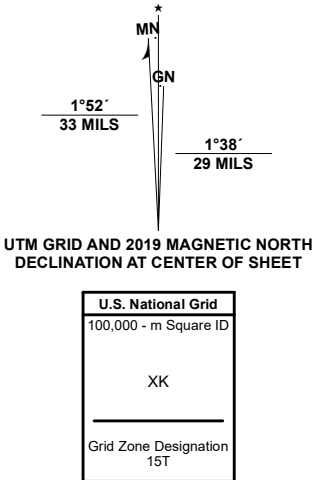 MN
GN
1°52´
33 MILS
1°38´
29 MILS
UTM GRID AND 2019 MAGNETIC NORTH
DECLINATION AT CENTER OF SHEET
U.S. National Grid
100,000 - m Square ID
XK
Grid Zone Designation
15T